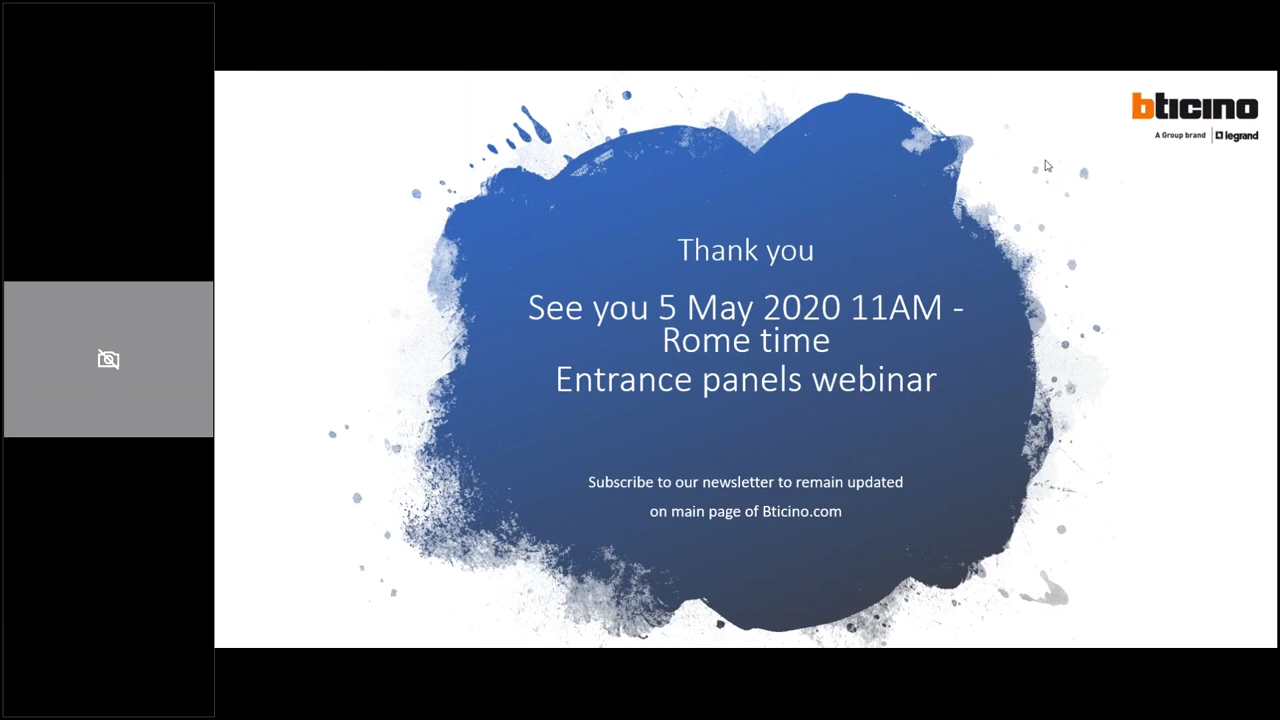 bticino
A Group brand | legrand
Thank you
See you 5 May 2020 11AM -
Rome time
Entrance panels webinar
Subscribe to our newsletter to remain updated
on main page of Bticino.com